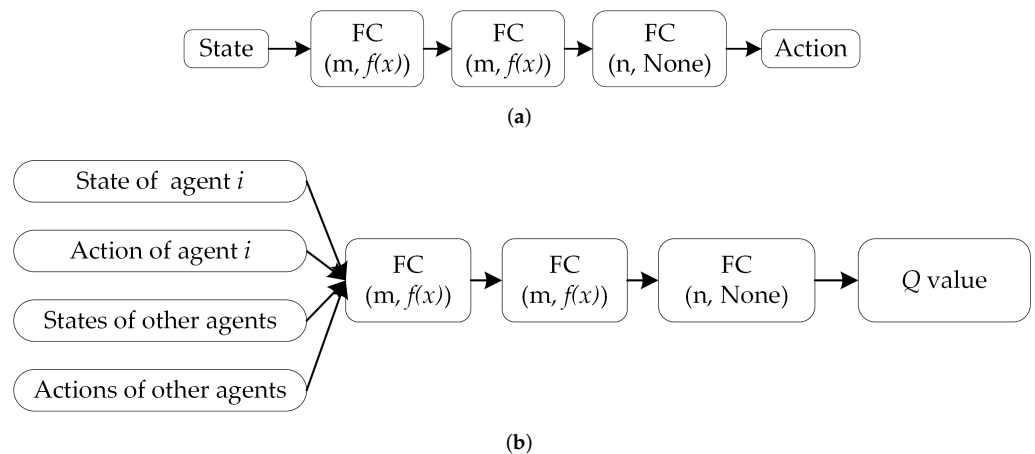 State
FC
(m, f(x))
FC
(m, f(x))
FC
(n, None)
Action
(a)
State of agent i
Action of agent i
States of other agents
Actions of other agents
FC
(m, f(x))
FC
(m, f(x))
FC
(n, None)
Q value
(b)